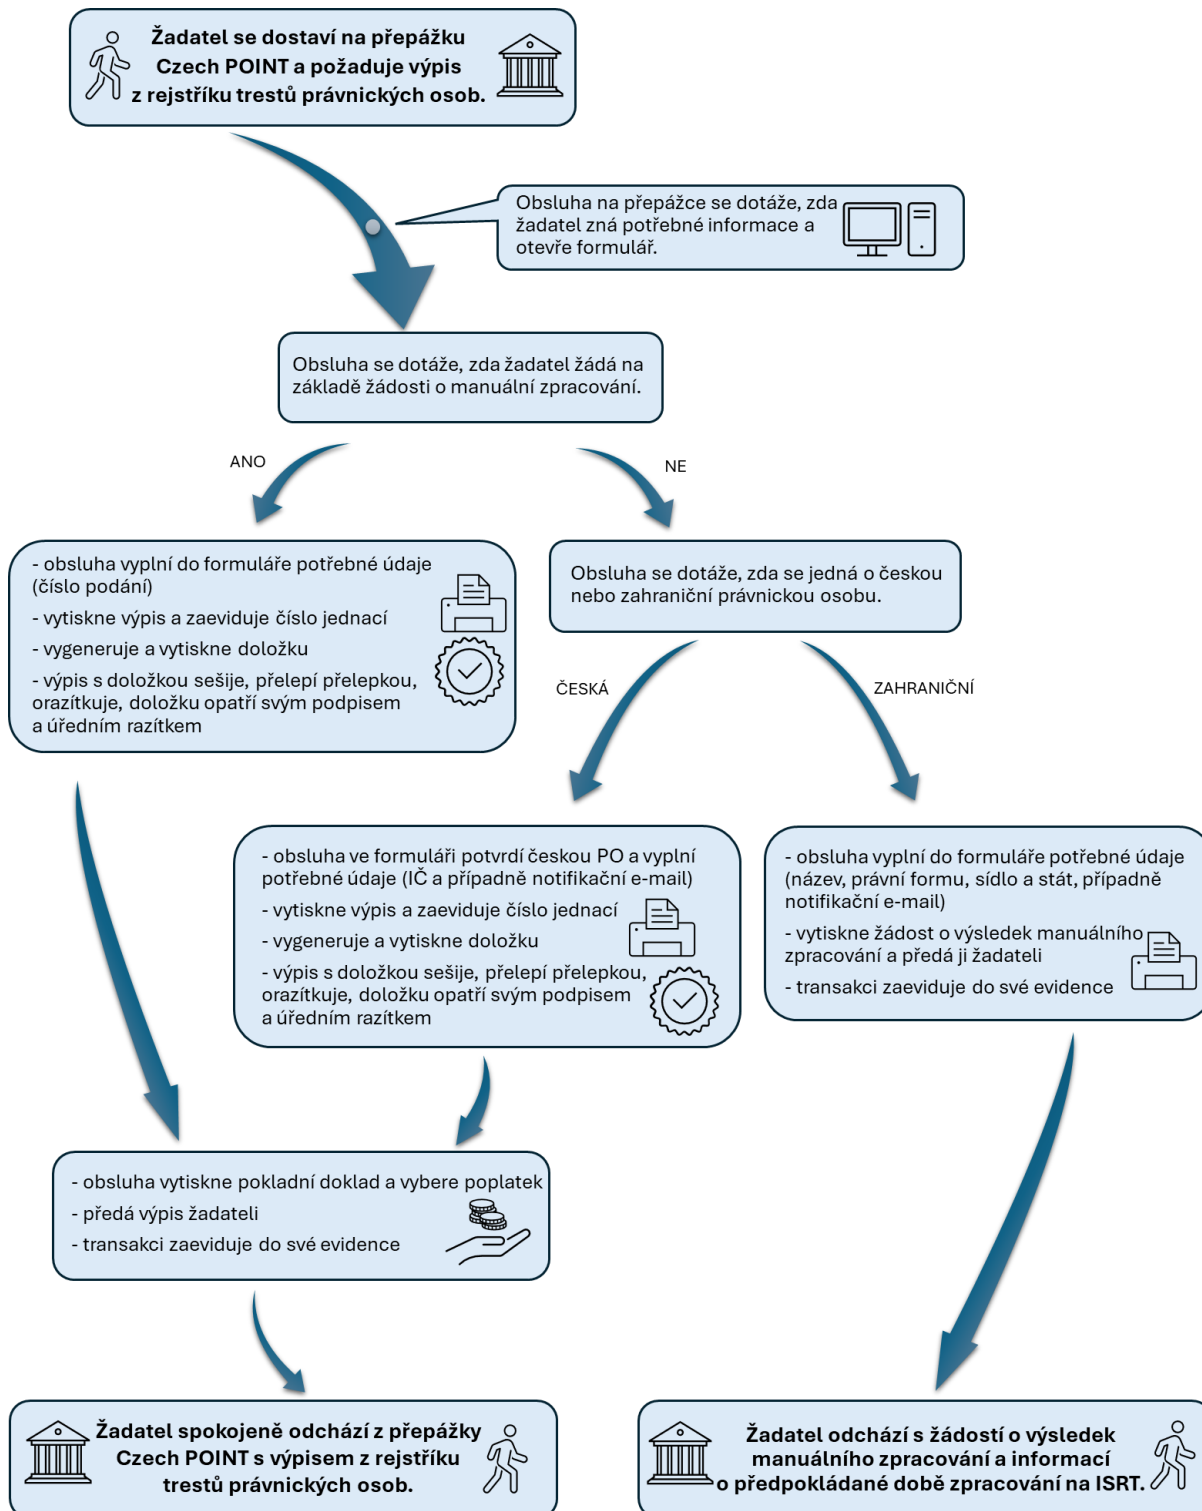 Žadatel se dostaví na přepážku
Czech POINT a požaduje výpis
z rejstříku trestů právnických osob.
Obsluha na přepážce se dotáže, zda
žadatel zná potřebné informace a
otevře formulář.
Obsluha se dotáže, zda žadatel žádá na
základě žádosti o manuální zpracování.
ANO
NE
- obsluha vyplní do formuláře potřebné údaje
(číslo podání)
- vytiskne výpis a zaeviduje číslo jednací
- vygeneruje a vytiskne doložku
- výpis s doložkou sešije, přelepí přelepkou,
orazítkuje, doložku opatří svým podpisem
a úředním razítkem
Obsluha se dotáže, zda se jedná o českou
nebo zahraniční právnickou osobu.
ČESKÁ
ZAHRANIČNÍ
- obsluha ve formuláři potvrdí českou PO a vyplní
potřebné údaje (IČ a případně notifikační e-mail)
- vytiskne výpis a zaeviduje číslo jednací
- vygeneruje a vytiskne doložku
- výpis s doložkou sešije, přelepí přelepkou,
orazítkuje, doložku opatří svým podpisem
a úředním razítkem
- obsluha vyplní do formuláře potřebné údaje
(název, právní formu, sídlo a stát, případně
notifikační e-mail)
- vytiskne žádost o výsledek manuálního
zpracování a předá ji žadateli
- transakci zaeviduje do své evidence
- obsluha vytiskne pokladní doklad a vybere poplatek
- předá výpis žadateli
- transakci zaeviduje do své evidence
Žadatel spokojeně odchází z přepážky
Czech POINT s výpisem z rejstříku
trestů právnických osob.
Žadatel odchází s žádostí o výsledek
manuálního zpracování a informací
o předpokládané době zpracování na ISRT.